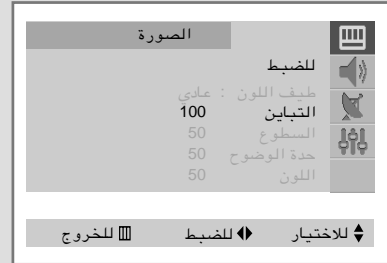 الصورة
للضبط
طيف اللون : عادي
التباين 100
السطوع 50
حدة الوضوح 50
اللون 50
للاختيار للضبط للخروج